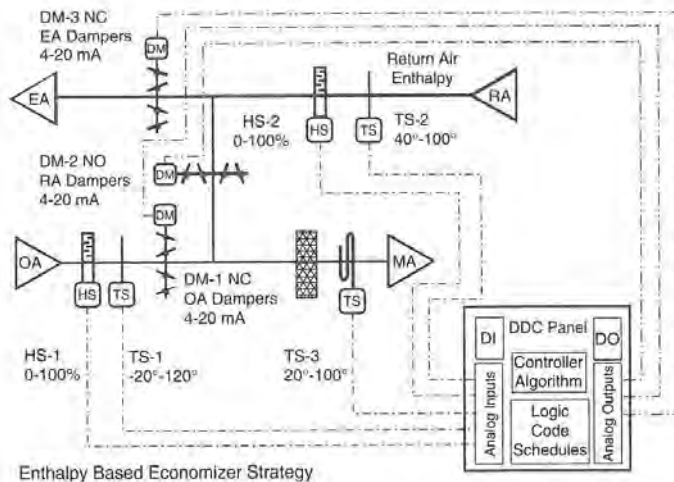 DM-3 NC
EA Dampers
4-20 mA
DM
EA
Return Air
Enthalpy
RA
HS-2
0-100%
HS
TS
TS-2
40°-100°
DM-2 NO
RA Dampers
4-20 mA
DM
DM
OA
HS
TS
DM-1 NC
OA Dampers
4-20 mA
TS
MA
HS-1
0-100%
TS-1
-20°-120°
TS-3
20°-100°
DDC Panel
DI
DO
Controller
Algorithm
Analog Inputs
Logic
Code
Schedules
Analog Outputs
Enthalpy Based Economizer Strategy